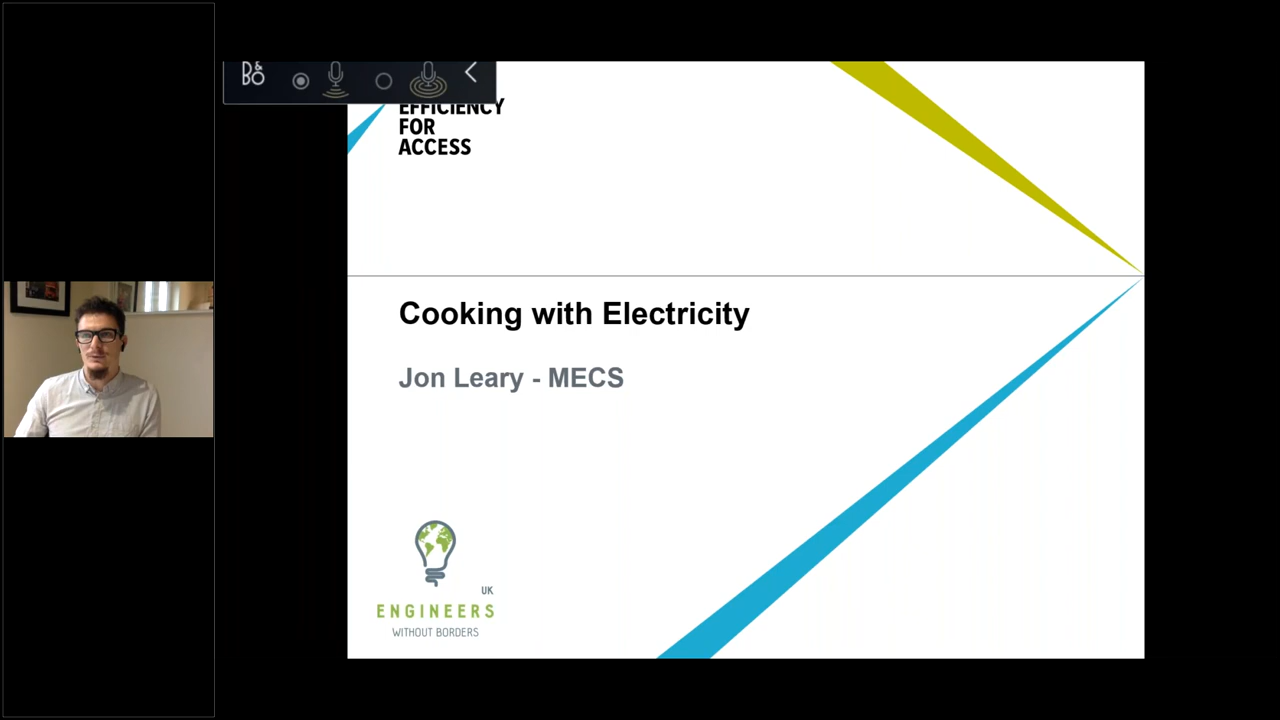 B&O
EFFICIENCY
FOR
ACCESS
Cooking with Electricity
Jon Leary - MECS
UK
ENGINEERS
WITHOUT BORDERS